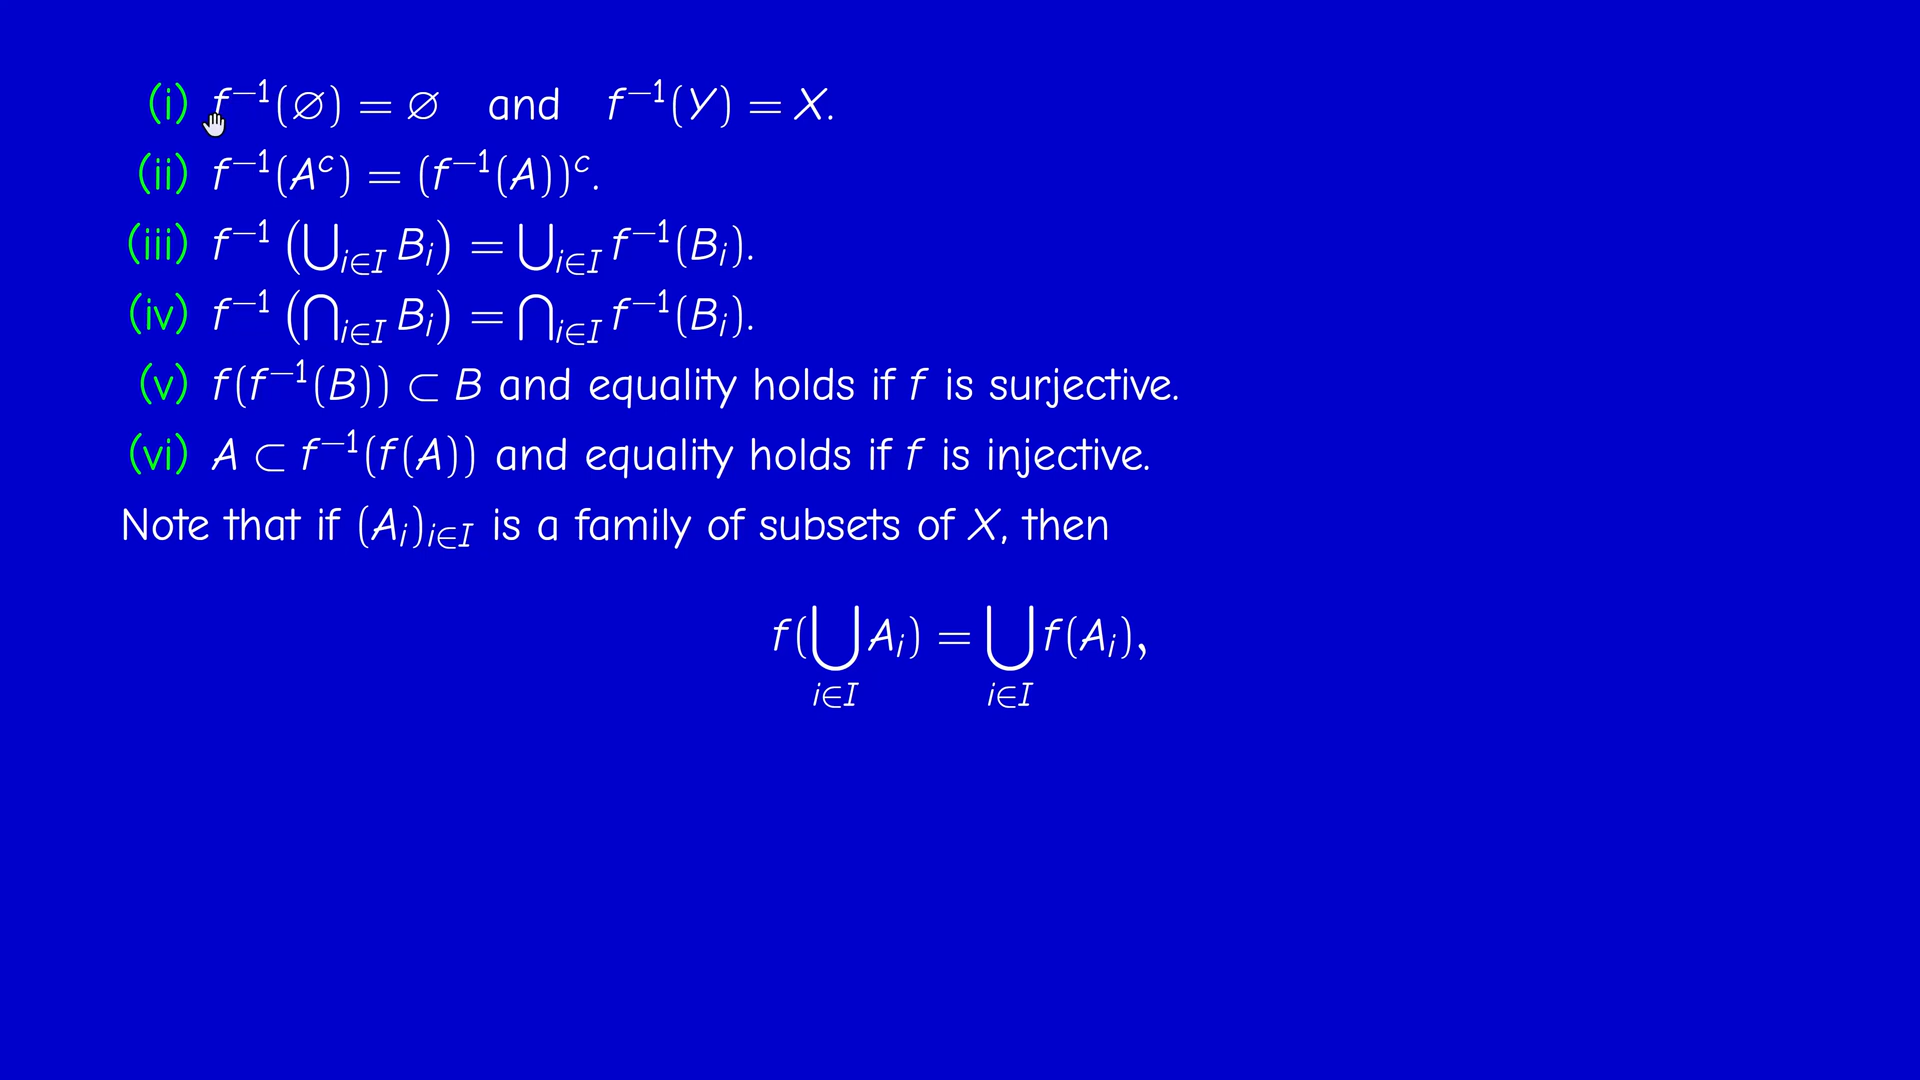 (i) f⁻¹(∅) = ∅ and f⁻¹(Y) = X.
(ii) f⁻¹(Aᶜ) = (f⁻¹(A))ᶜ.
(iii) f⁻¹ (⋃_{i∈I} B_i) = ⋃_{i∈I} f⁻¹(B_i).
(iv) f⁻¹ (⋂_{i∈I} B_i) = ⋂_{i∈I} f⁻¹(B_i).
(v) f(f⁻¹(B)) ⊂ B and equality holds if f is surjective.
(vi) A ⊂ f⁻¹(f(A)) and equality holds if f is injective.
Note that if (A_i)_{i∈I} is a family of subsets of X, then
f(⋃_{i∈I} A_i) = ⋃_{i∈I} f(A_i),